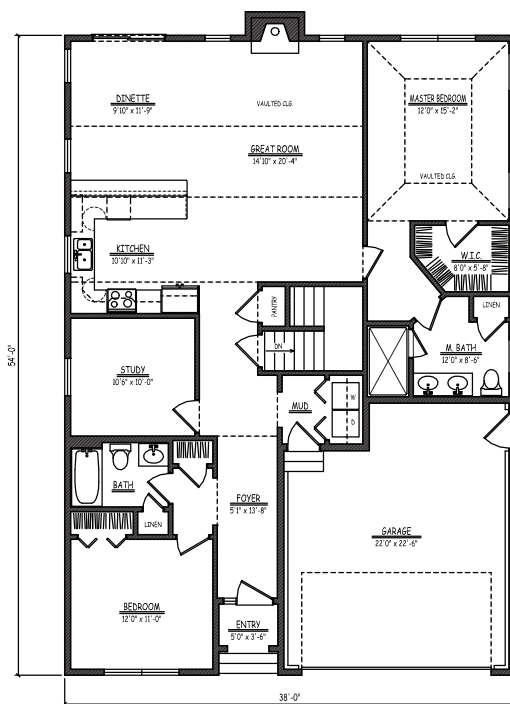 DINETTE
9'10" x 11'-9"
VAULTED CLG.
MASTER BEDROOM
12'0" x 15'-2"
GREAT ROOM
14'10" x 20'-4"
VAULTED CLG.
KITCHEN
10'10" x 11'-3"
W.I.C.
8'0" x 5'-8"
PANTRY
LINEN
DN
M. BATH
12'0" x 8'-6"
54'-0"
STUDY
10'6" x 10'-0"
MUD
W
D
BATH
LINEN
FOYER
5'1" x 13'-8"
GARAGE
22'0" x 22'-6"
BEDROOM
12'0" x 11'-0"
ENTRY
5'0" x 3'-6"
38'-0"